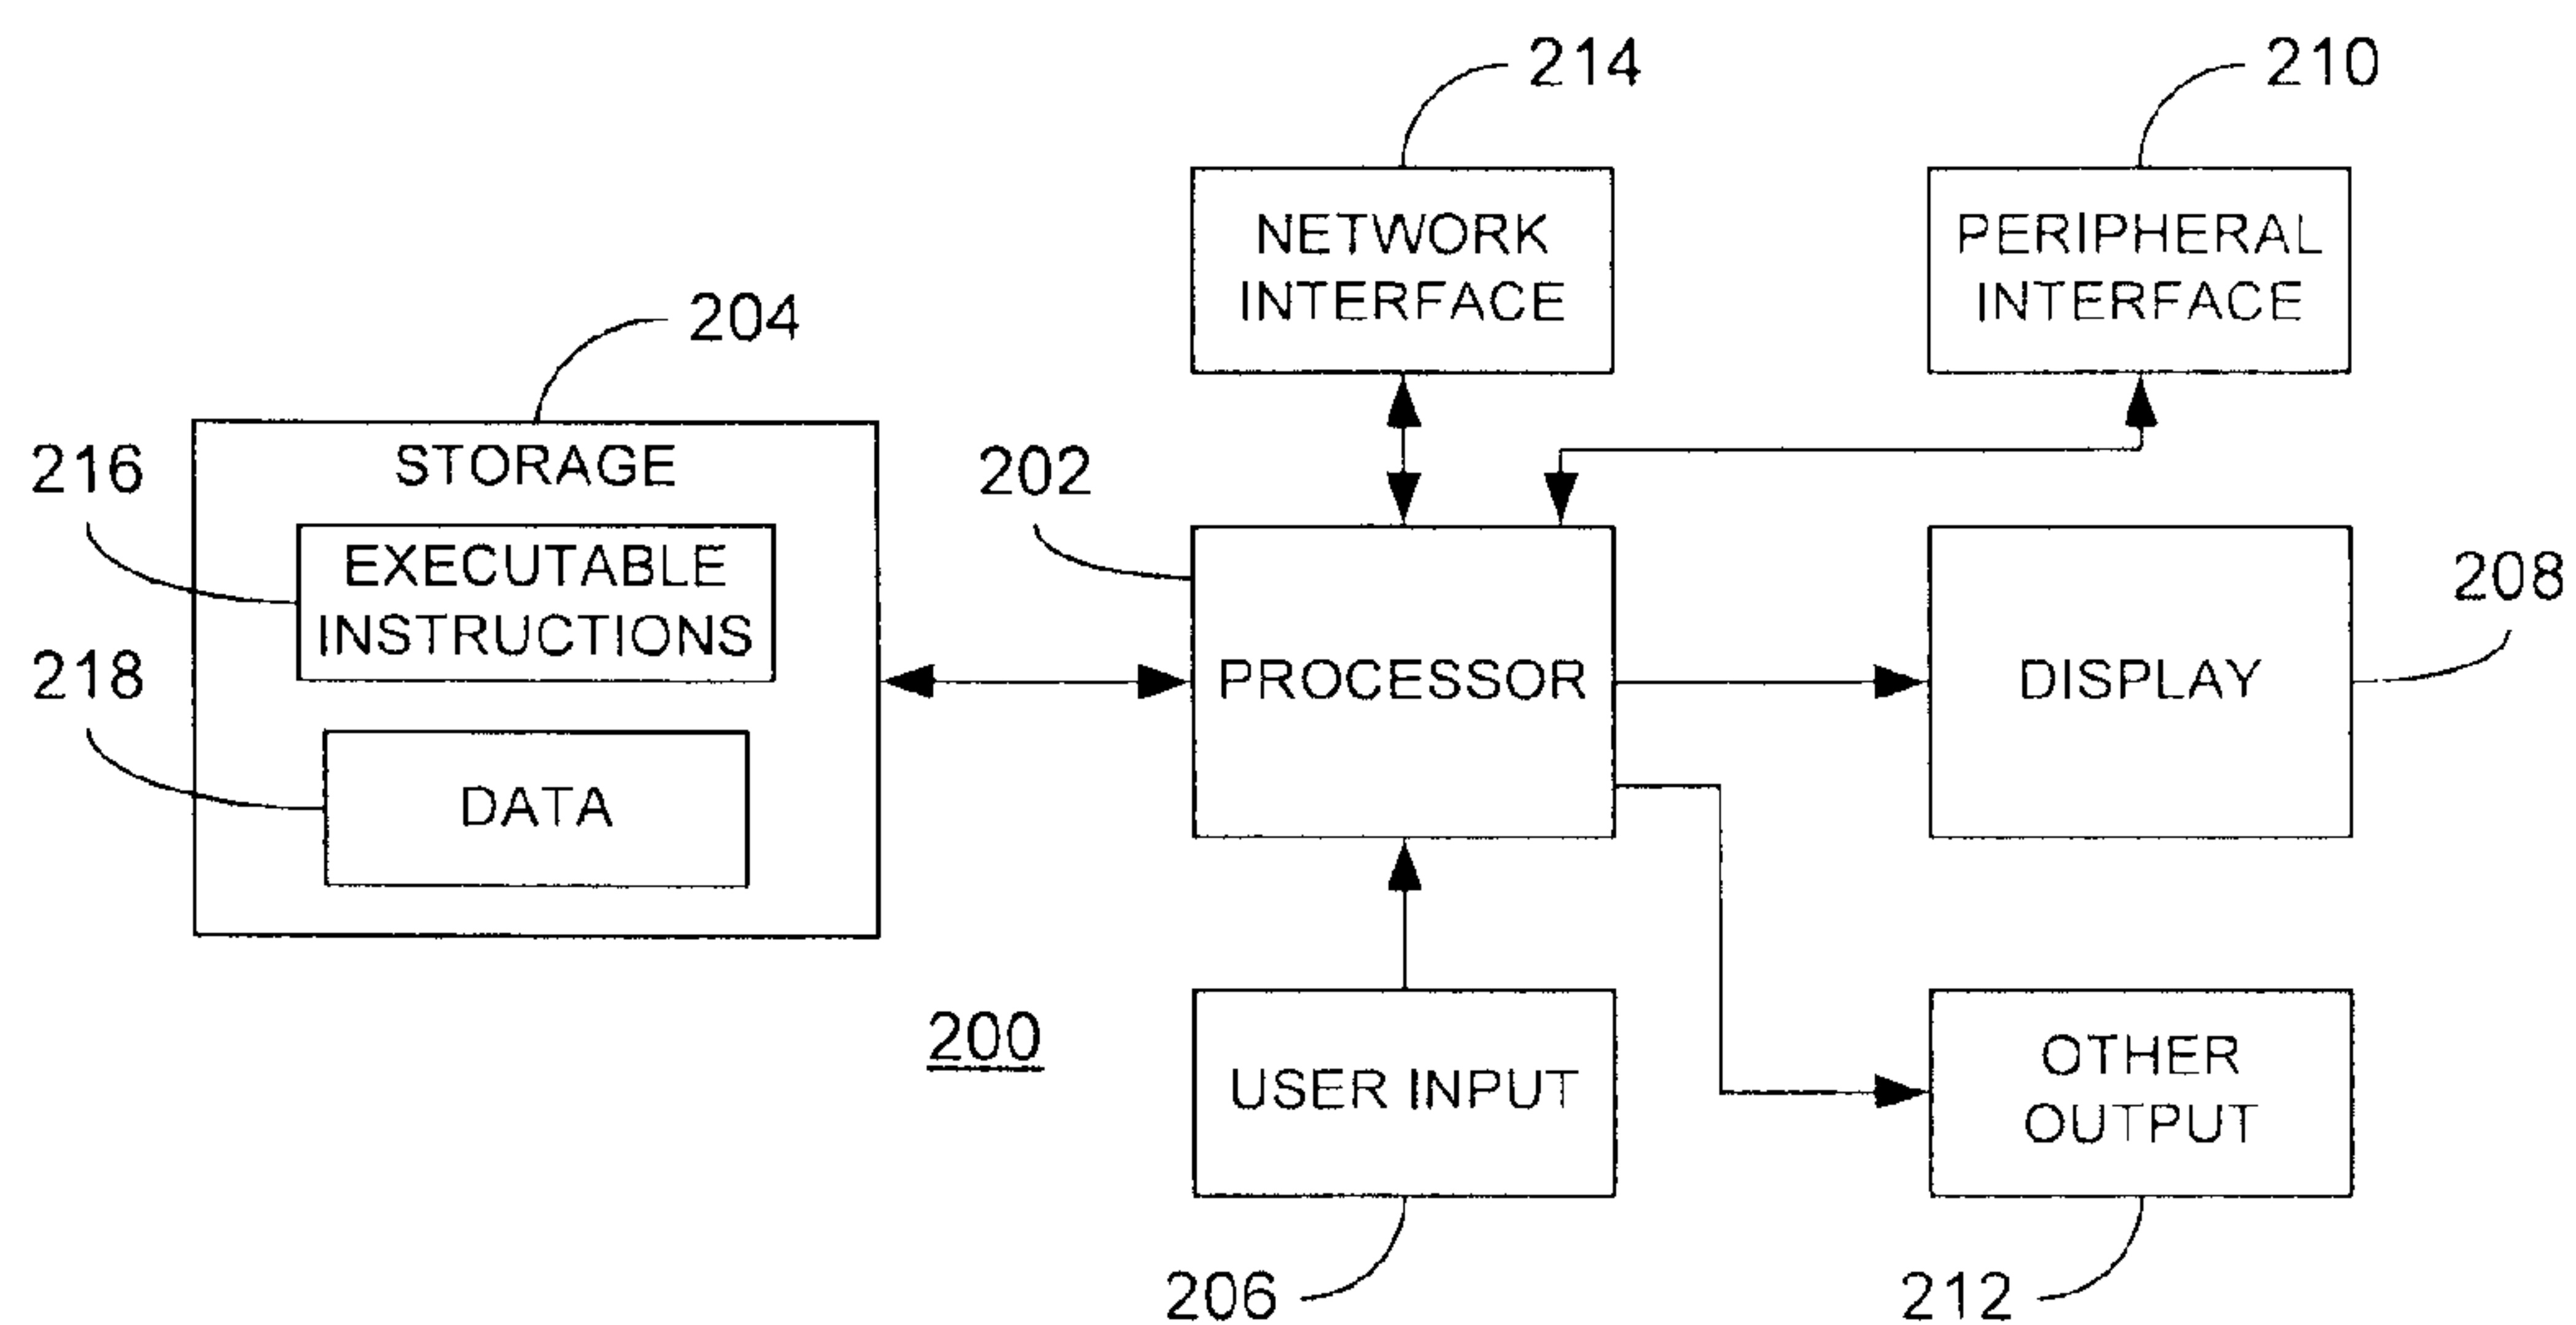 214
210
NETWORK
INTERFACE
PERIPHERAL
INTERFACE
204
STORAGE
216
EXECUTABLE
INSTRUCTIONS
218
DATA
202
PROCESSOR
DISPLAY
208
200
USER INPUT
OTHER
OUTPUT
206
212